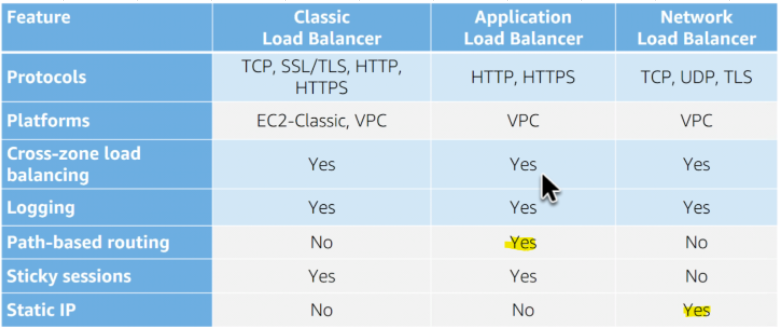 Feature Classic Load Balancer Application Load Balancer Network Load Balancer
Protocols TCP, SSL/TLS, HTTP, HTTPS HTTP, HTTPS TCP, UDP, TLS
Platforms EC2-Classic, VPC VPC VPC
Cross-zone load balancing Yes Yes Yes
Logging Yes Yes Yes
Path-based routing No Yes No
Sticky sessions Yes Yes No
Static IP No No Yes